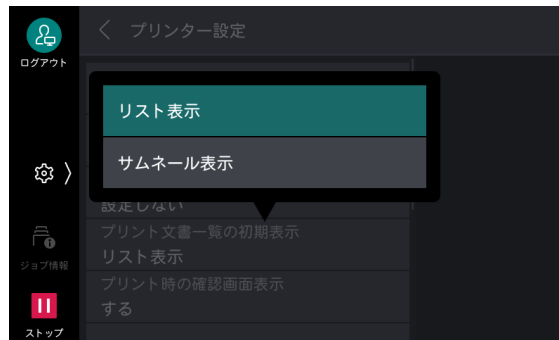 ログアウト
プリンター設定
リスト表示
サムネール表示
設定しない
プリント文書一覧の初期表示
リスト表示
プリント時の確認画面表示
する
ジョブ情報
ストップ